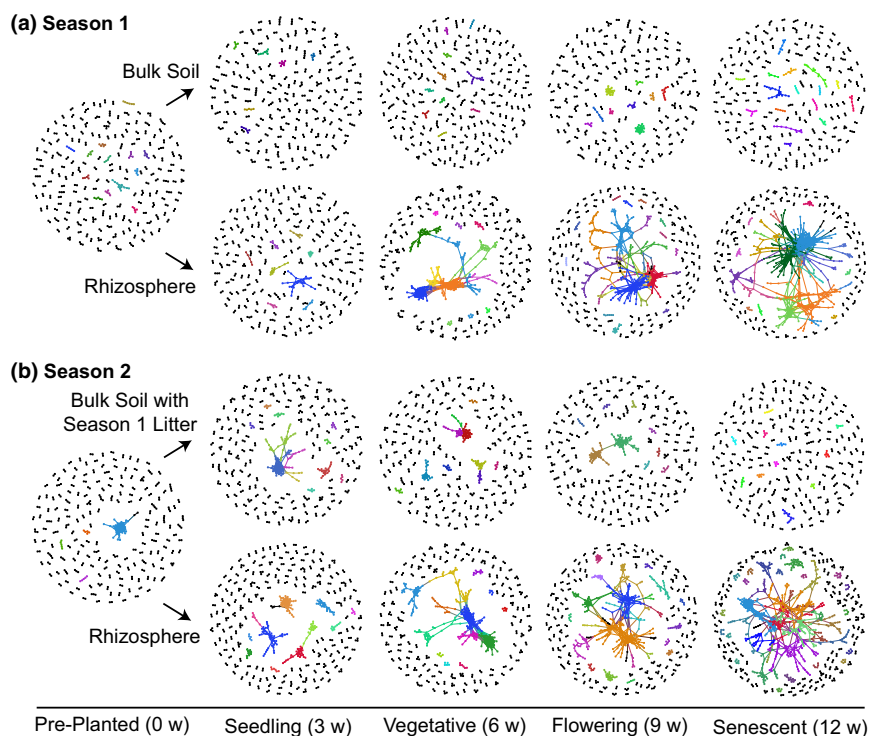 (a) Season 1
Bulk Soil
Rhizosphere
(b) Season 2
Bulk Soil with
Season 1 Litter
Rhizosphere
Pre-Planted (0 w) Seedling (3 w) Vegetative (6 w) Flowering (9 w) Senescent (12 w)